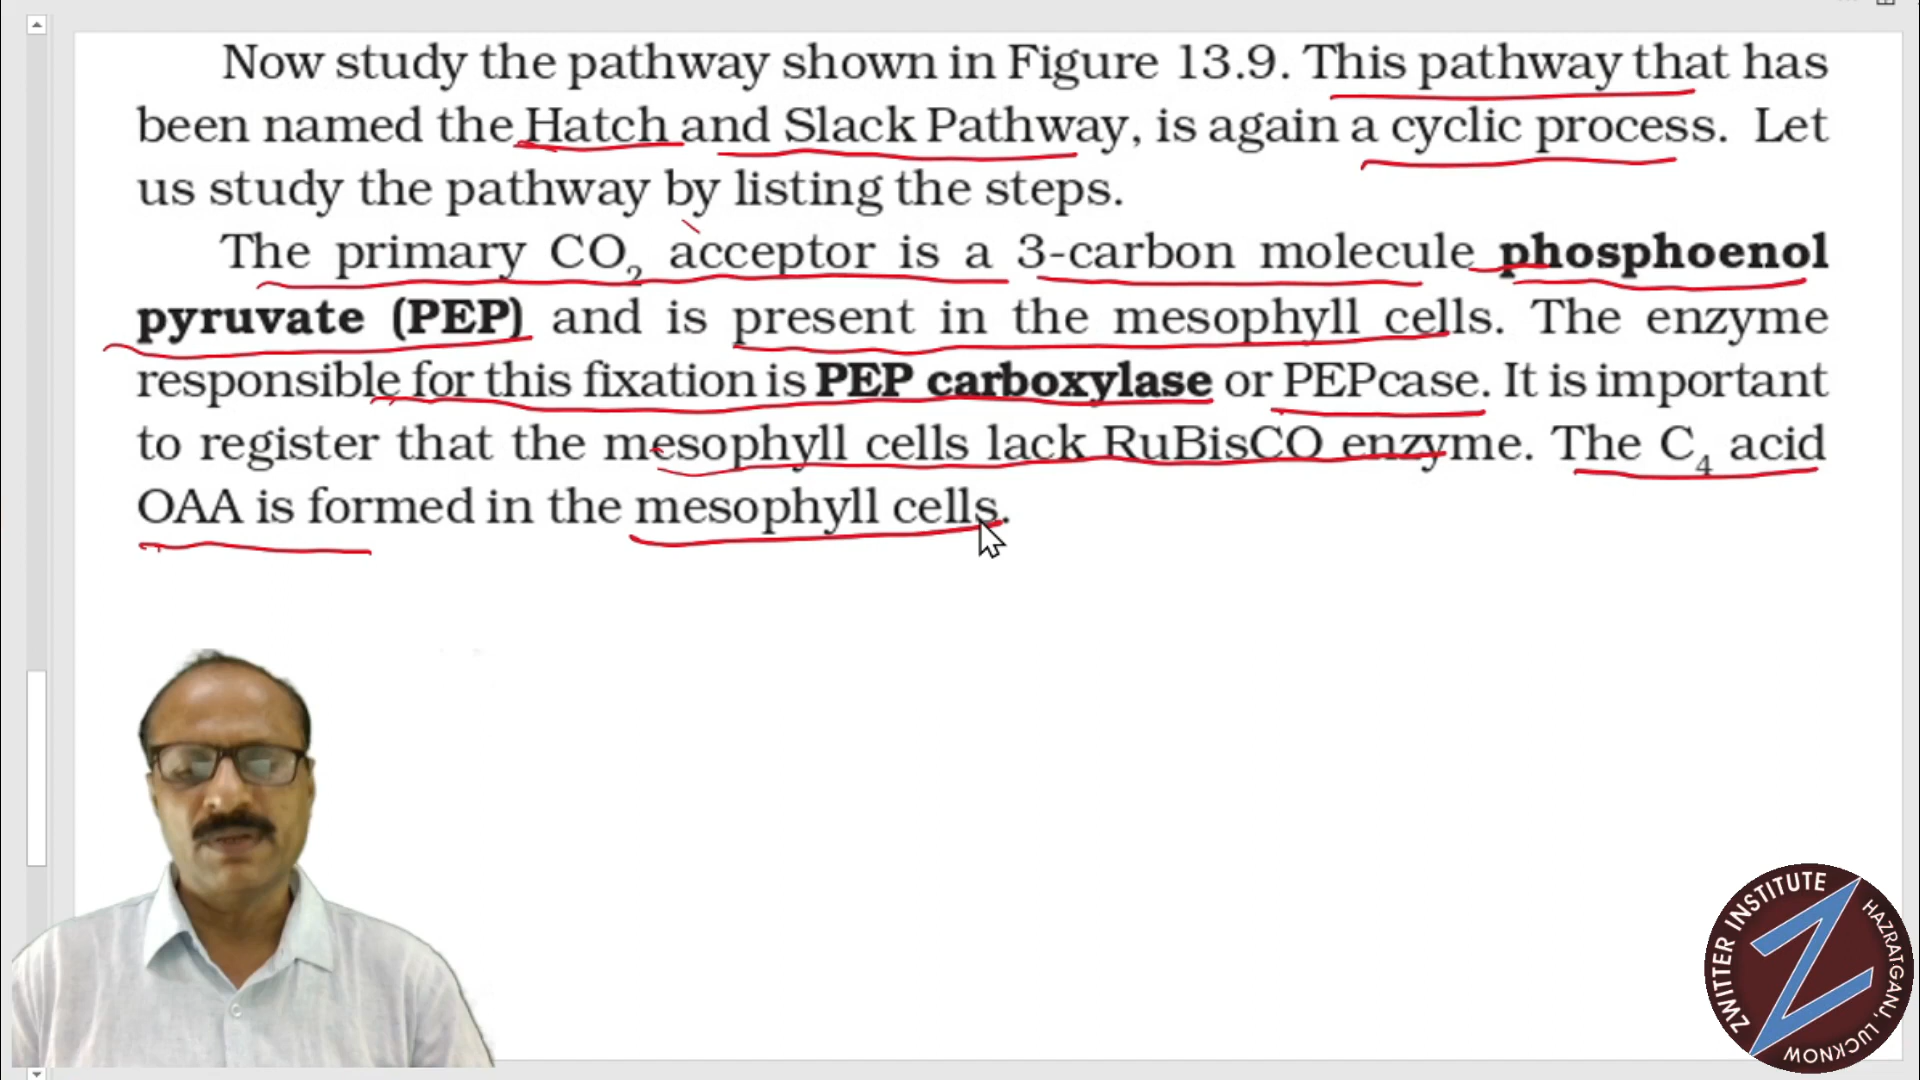 Now study the pathway shown in Figure 13.9. This pathway that has
been named the Hatch and Slack Pathway, is again a cyclic process. Let
us study the pathway by listing the steps.
The primary CO₂ acceptor is a 3-carbon molecule phosphoenol
pyruvate (PEP) and is present in the mesophyll cells. The enzyme
responsible for this fixation is PEP carboxylase or PEPcase. It is important
to register that the mesophyll cells lack RuBisCO enzyme. The C₄ acid
OAA is formed in the mesophyll cells.
ZWITTER INSTITUTE
HAZRATGANJ, LUCKNOW